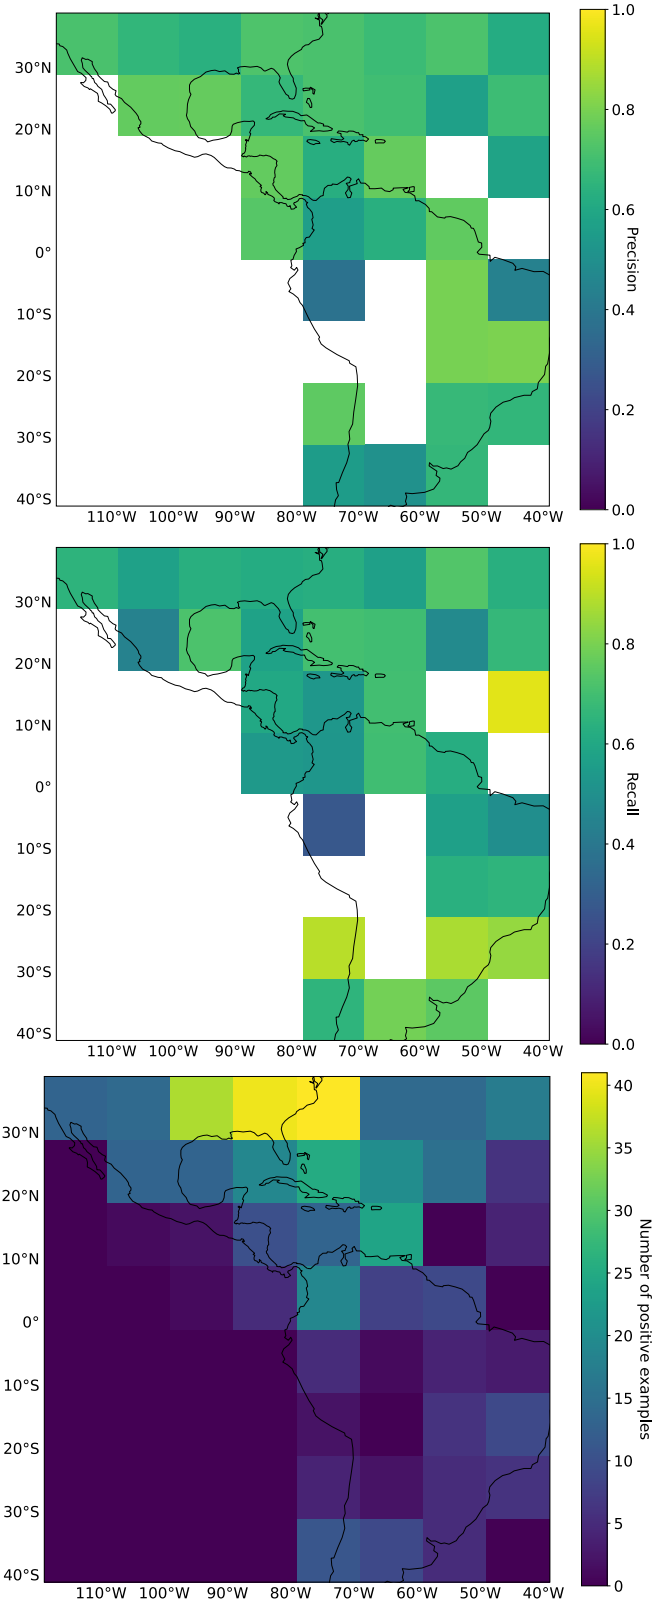 30°N
20°N
10°N
0°
10°S
20°S
30°S
40°S
110°W 100°W 90°W 80°W 70°W 60°W 50°W 40°W
1.0
0.8
0.6
0.4
0.2
0.0
Precision
30°N
20°N
10°N
0°
10°S
20°S
30°S
40°S
110°W 100°W 90°W 80°W 70°W 60°W 50°W 40°W
1.0
0.8
0.6
0.4
0.2
0.0
Recall
30°N
20°N
10°N
0°
10°S
20°S
30°S
40°S
110°W 100°W 90°W 80°W 70°W 60°W 50°W 40°W
40
35
30
25
20
15
10
5
0
Number of positive examples